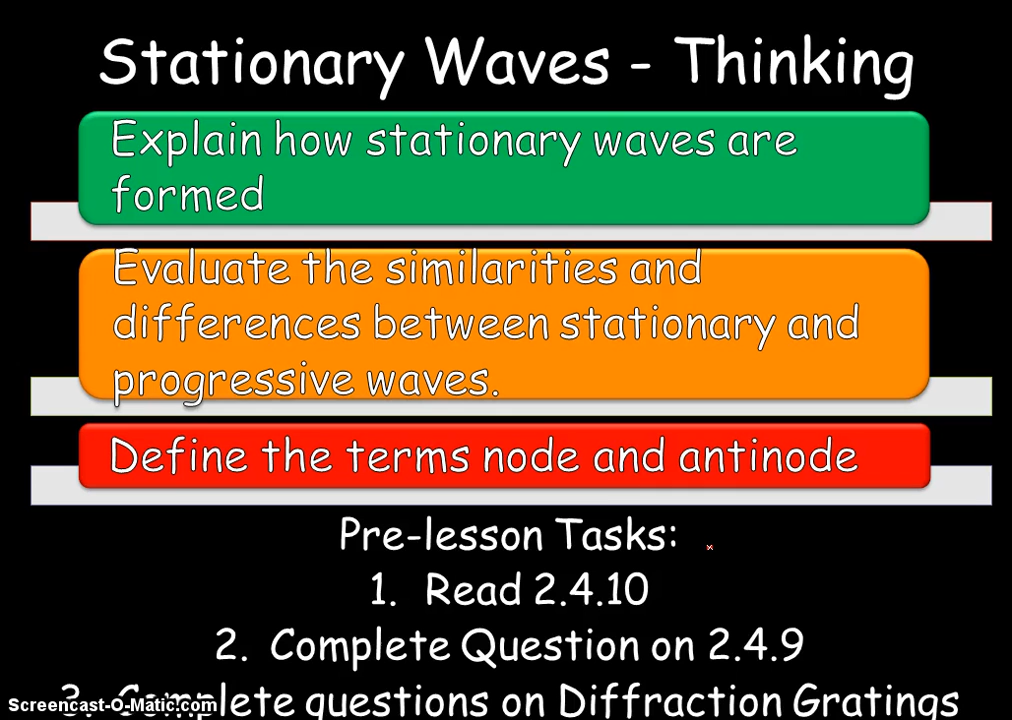 Stationary Waves - Thinking
Explain how stationary waves are
formed
Evaluate the similarities and
differences between stationary and
progressive waves.
Define the terms node and antinode
Pre-lesson Tasks:
1. Read 2.4.10
2. Complete Question on 2.4.9
3. Complete questions on Diffraction Gratings
Screencast-O-Matic.com